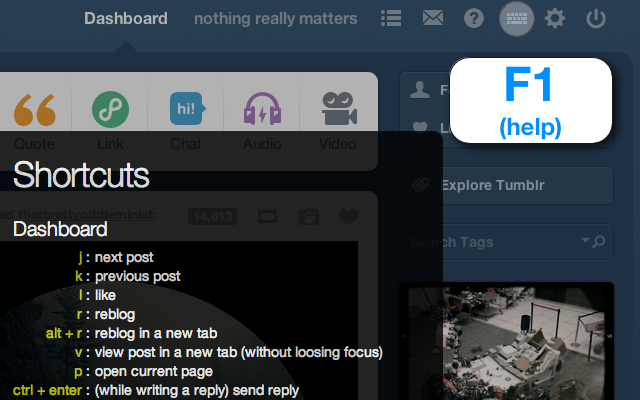 Dashboard
nothing really matters
Quote
Link
hi!
Chat
Audio
Video
F1
(help)
Explore Tumblr
Search Tags
Shortcuts
thatprettyoddfeminist:
14,613
Dashboard
j : next post
k : previous post
l : like
r : reblog
alt + r : reblog in a new tab
v : view post in a new tab (without loosing focus)
p : open current page
ctrl + enter : (while writing a reply) send reply